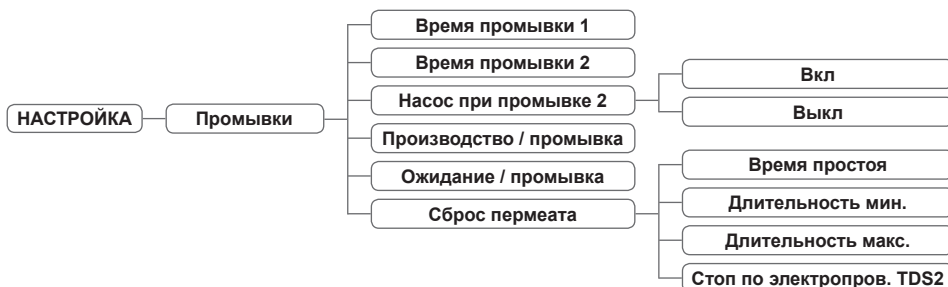 НАСТРОЙКА
Промывки
Время промывки 1
Время промывки 2
Насос при промывке 2
Производство / промывка
Ожидание / промывка
Сброс пермеата
Вкл
Выкл
Время простоя
Длительность мин.
Длительность макс.
Стоп по электропров. TDS2